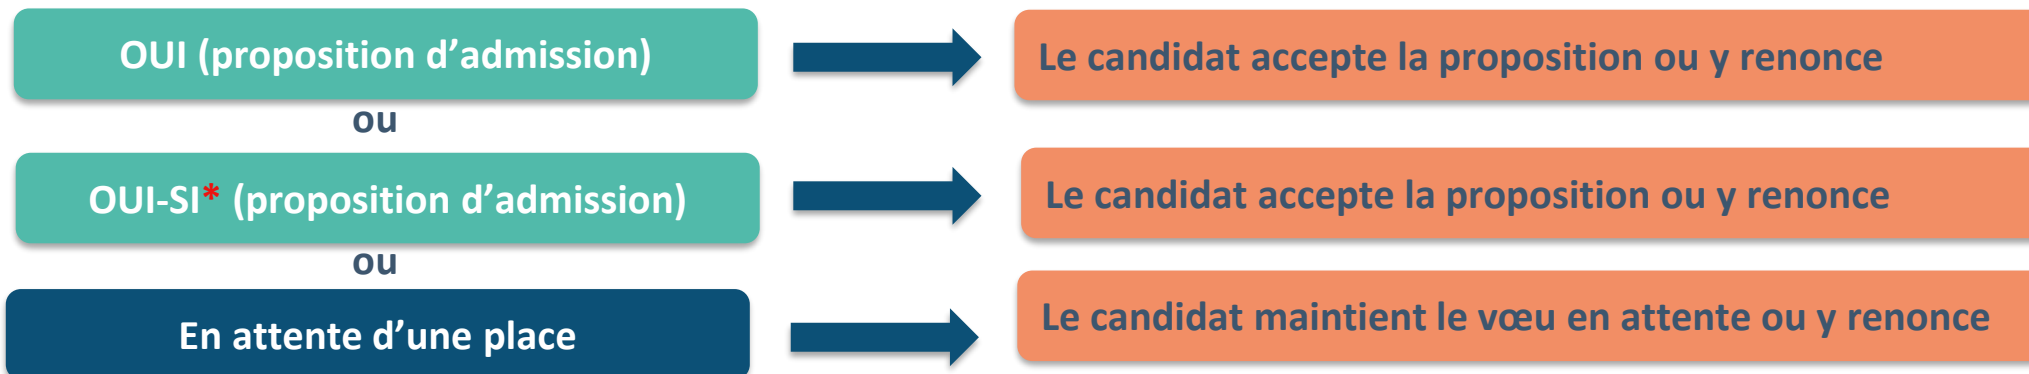 OUI (proposition d’admission)
Le candidat accepte la proposition ou y renonce
ou
OUI-SI* (proposition d’admission)
Le candidat accepte la proposition ou y renonce
ou
En attente d’une place
Le candidat maintient le vœu en attente ou y renonce